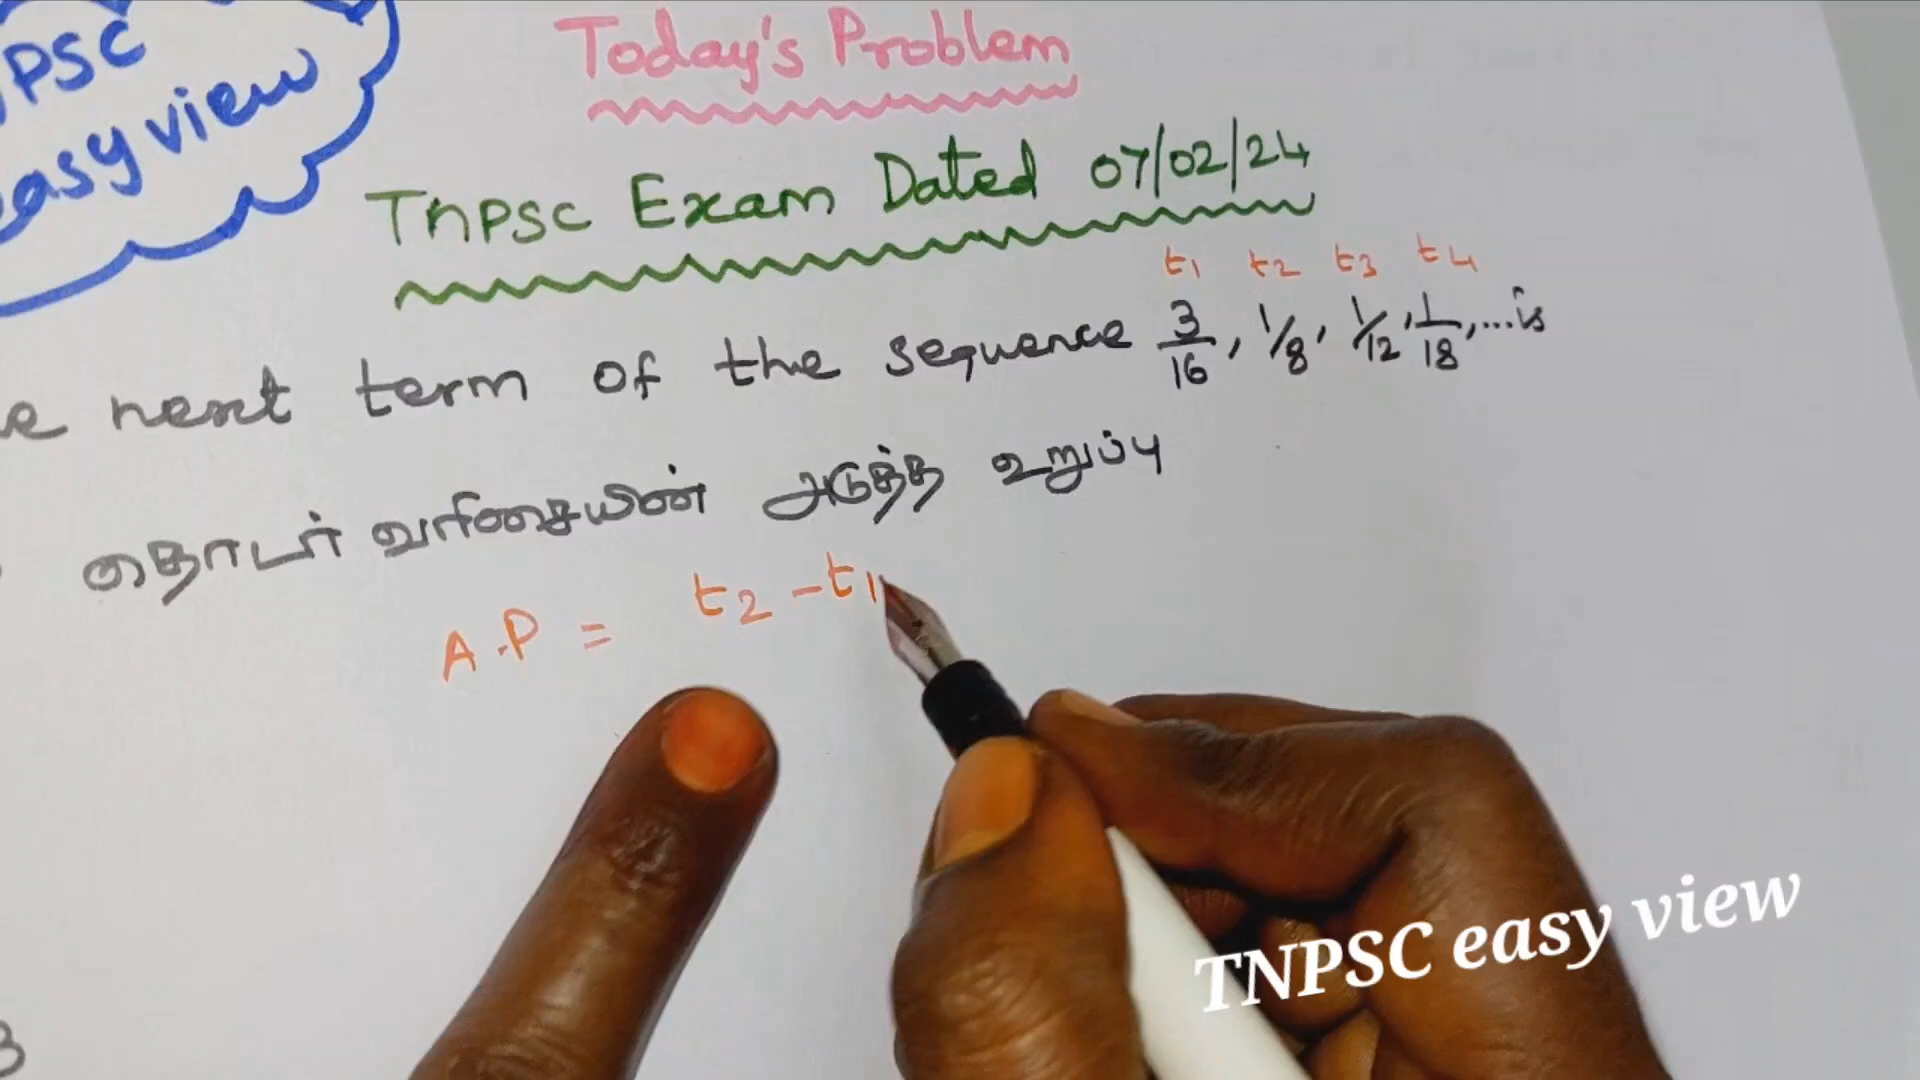 PSC
easy view
Today's Problem
TNPSC Exam Dated 07/02/24
t1 t2 t3 t4
next term of the sequence 3/16, 1/8, 1/12, 1/18, ... is
தொடர் வரிசையின் அடுத்த உறுப்பு
A.P = t2 - t1
TNPSC easy view